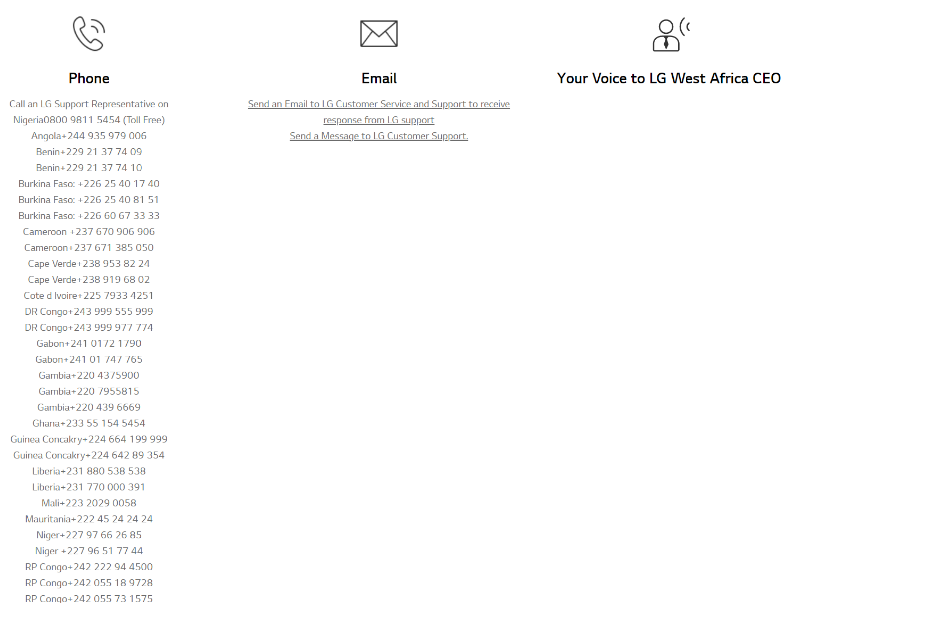 Phone
Call an LG Support Representative on
Nigeria0800 9811 5454 (Toll Free)
Angola+244 935 979 006
Benin+229 21 37 74 09
Benin+229 21 37 74 10
Burkina Faso: +226 25 40 17 40
Burkina Faso: +226 25 40 81 51
Burkina Faso: +226 60 67 33 33
Cameroon +237 670 906 906
Cameroon+237 671 385 050
Cape Verde+238 953 82 24
Cape Verde+238 919 68 02
Cote d Ivoire+225 7933 4251
DR Congo+243 999 555 999
DR Congo+243 999 977 774
Gabon+241 0172 1790
Gabon+241 01 747 765
Gambia+220 4375900
Gambia+220 7955815
Gambia+220 439 6669
Ghana+233 55 154 5454
Guinea Concakry+224 664 199 999
Guinea Concakry+224 642 89 354
Liberia+231 880 538 538
Liberia+231 770 000 391
Mali+223 2029 0058
Mauritania+222 45 24 24 24
Niger+227 97 66 26 85
Niger +227 96 51 77 44
RP Congo+242 222 94 4500
RP Congo+242 055 18 9728
RP Congo+242 055 73 1575
Email
Send an Email to LG Customer Service and Support to receive
response from LG support
Send a Message to LG Customer Support.
Your Voice to LG West Africa CEO